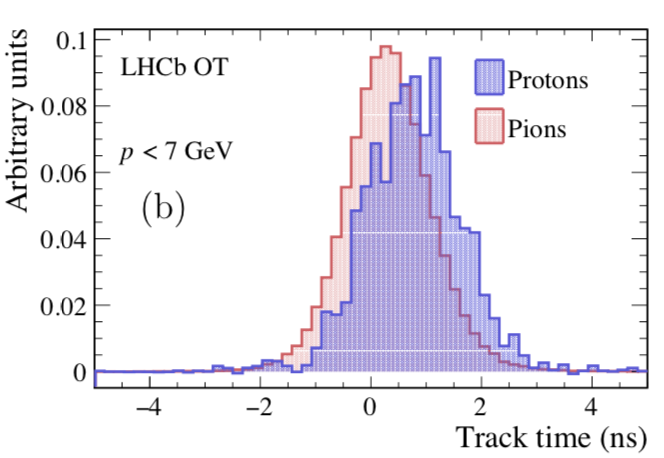 Arbitrary units
0.1
0.08
0.06
0.04
0.02
0
LHCb OT
p < 7 GeV
(b)
Protons
Pions
−4 −2 0 2 4
Track time (ns)